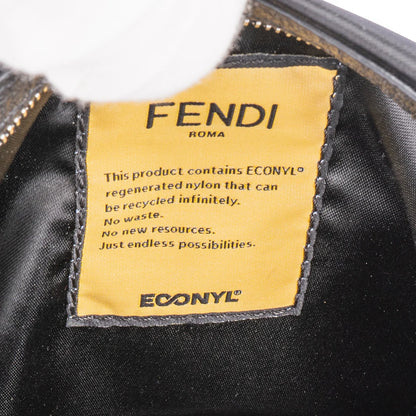 FENDI
ROMA
This product contains ECONYL®
regenerated nylon that can
be recycled infinitely.
No waste.
No new resources.
Just endless possibilities.
ECONYL®